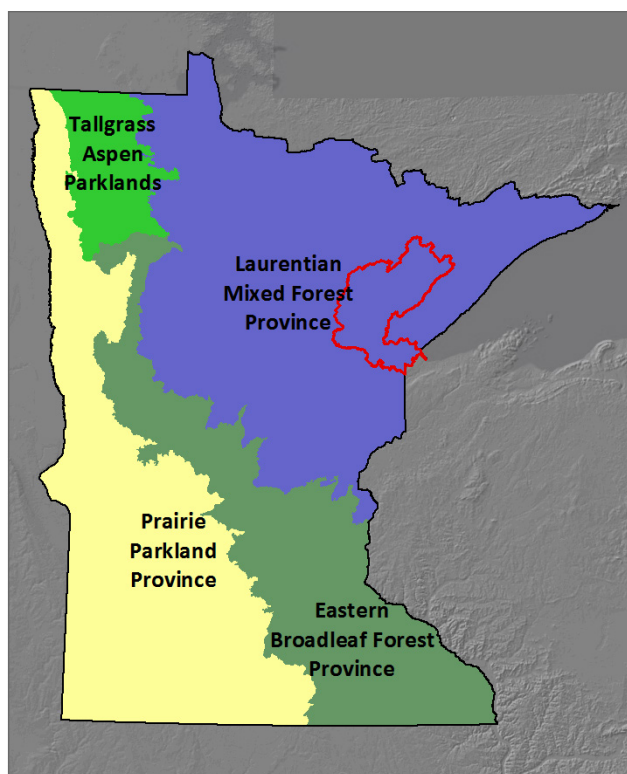 Tallgrass
Aspen
Parklands
Laurentian
Mixed Forest
Province
Prairie
Parkland
Province
Eastern
Broadleaf Forest
Province